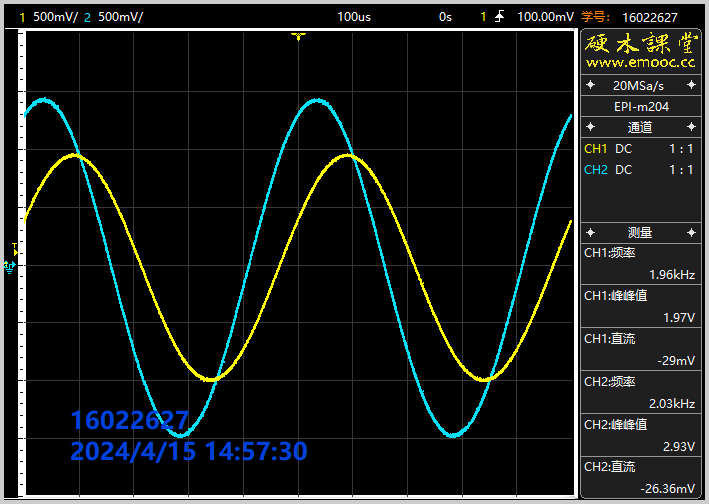 1 500mV/ 2 500mV/ 100us 0s 1 100.00mV 学号: 16022627
硬木課堂
www.emooc.cc
20MSa/s
EPI-m204
通道
CH1 DC 1 : 1
CH2 DC 1 : 1
测量
CH1:频率
1.96kHz
CH1:峰峰值
1.97V
CH1:直流
-29mV
CH2:频率
2.03kHz
CH2:峰峰值
2.93V
CH2:直流
-26.36mV
T
16022627
2024/4/15 14:57:30